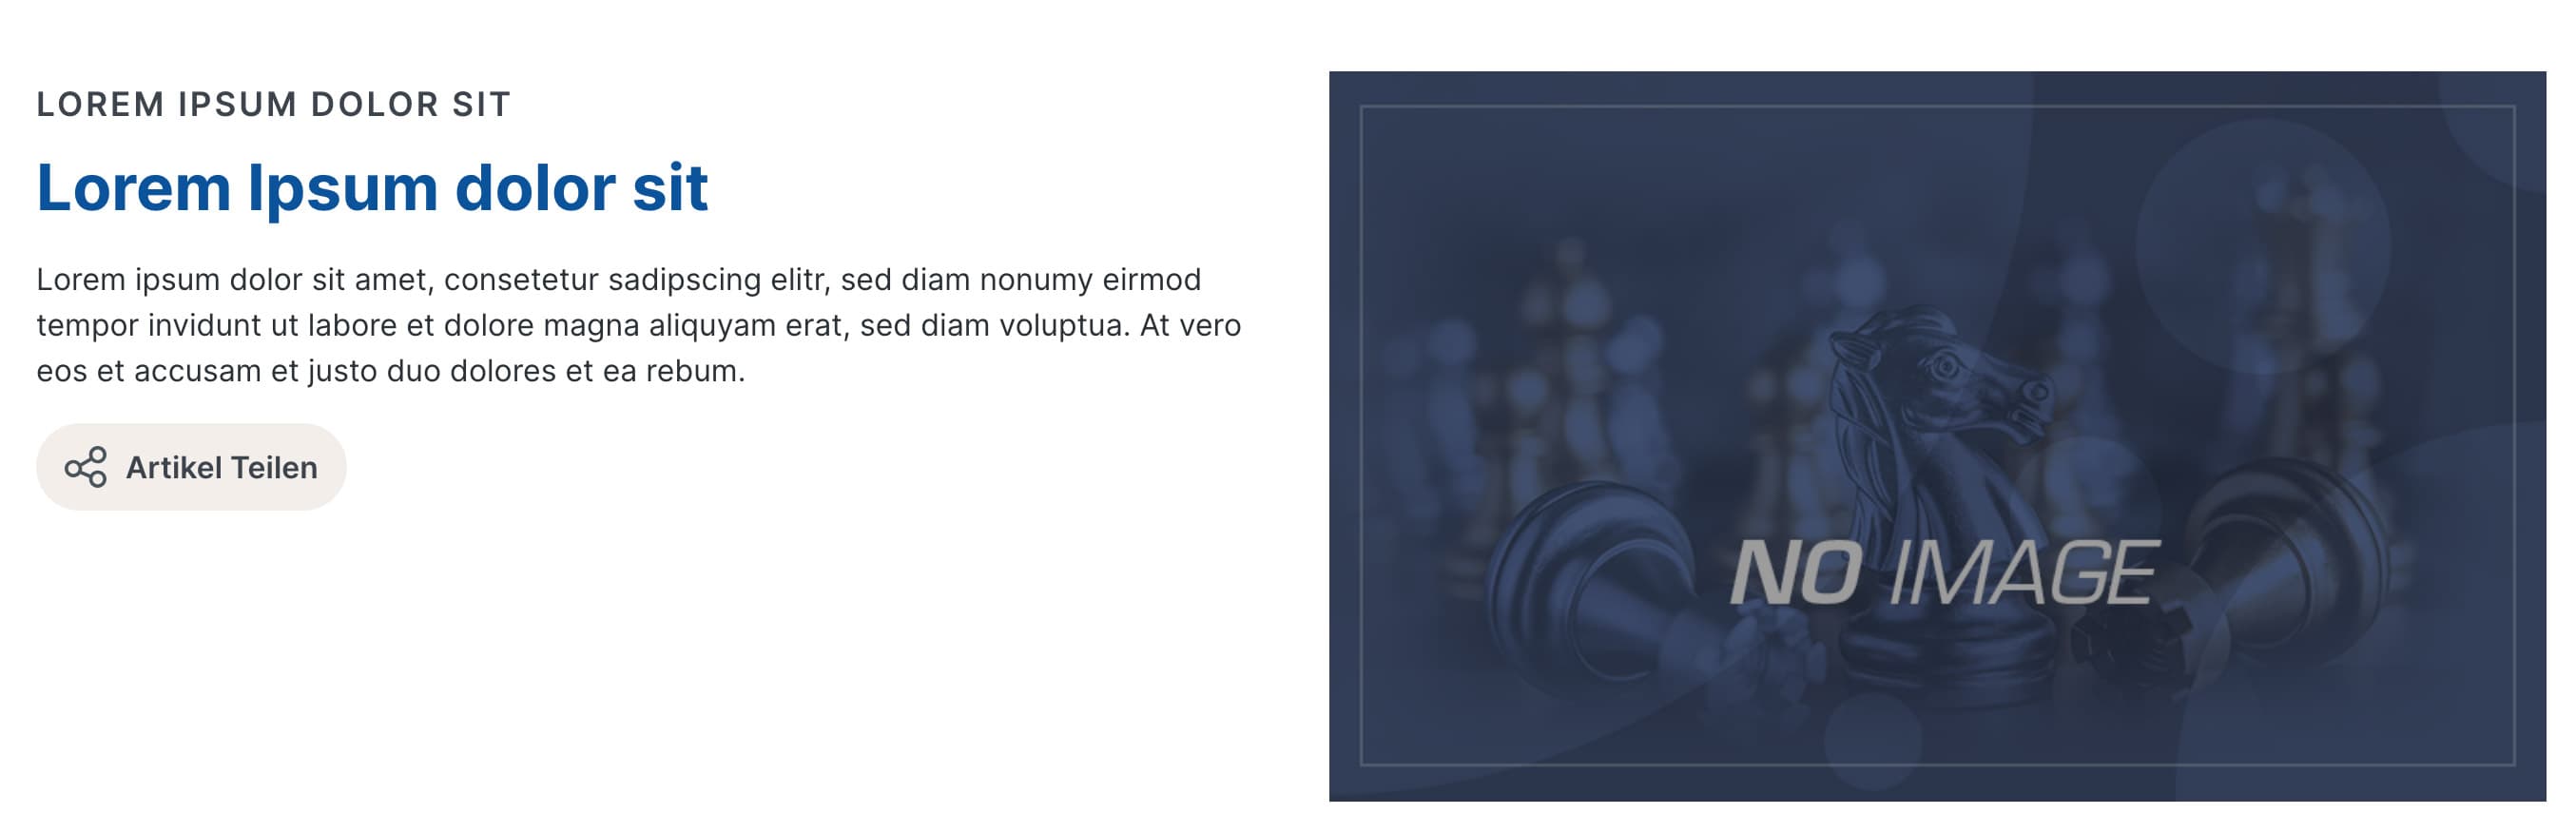 LOREM IPSUM DOLOR SIT
Lorem Ipsum dolor sit
Lorem ipsum dolor sit amet, consetetur sadipscing elitr, sed diam nonumy eirmod
tempor invidunt ut labore et dolore magna aliquyam erat, sed diam voluptua. At vero
eos et accusam et justo duo dolores et ea rebum.
Artikel Teilen
NO IMAGE